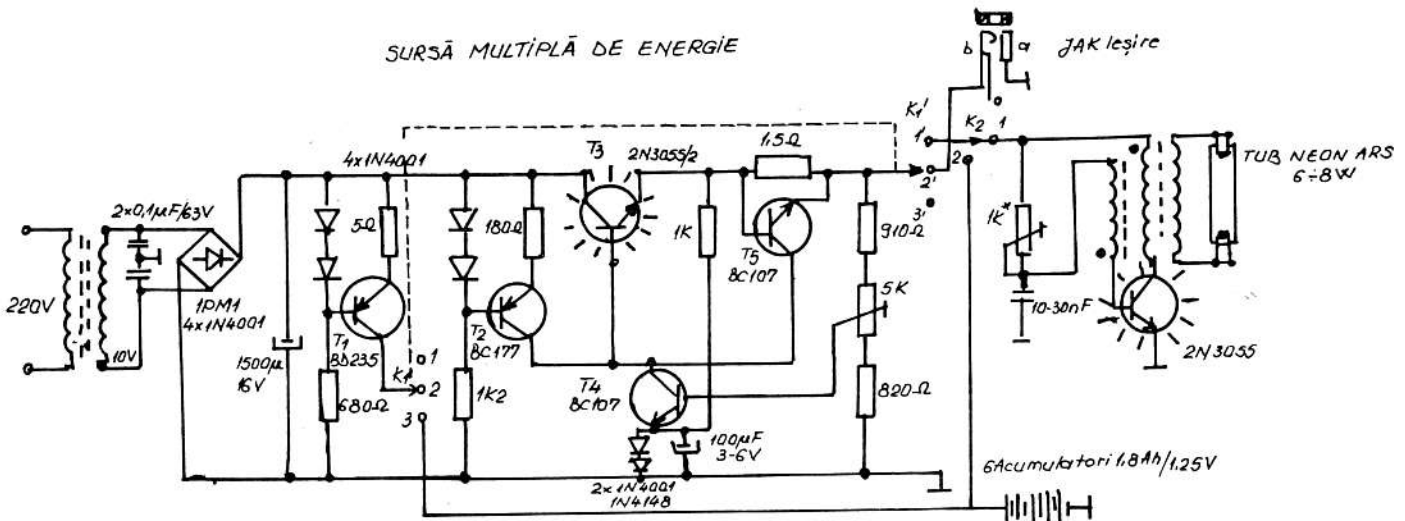 SURSĂ MULTIPLĂ DE ENERGIE
JAK Ieșire
b
a
K1'
K2
1
1'
2
2'
3'
TUB NEON ARS
6÷8W
4x1N4001
T3
2N3055/2
1,5Ω
2x0,1μF/63V
220V
10V
1PM1
4x1N4001
1500μ
16V
5Ω
T1
BD235
680Ω
K1
1
2
3
180Ω
T2
BC177
1K2
1K
T5
BC107
910Ω
5K
820Ω
T4
BC107
100μF
3-6V
2x1N4001
1N4148
1K*
10-30nF
2N3055
6Acumulatori 1,8Ah/1,25V